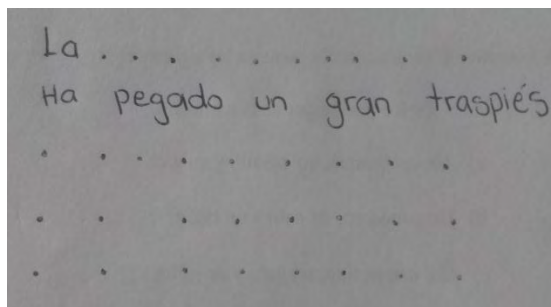 La . . . . . . . . . . .
Ha pegado un gran traspiés
. . . . . . . . .
. . . . . . . . .
. . . . . . . .